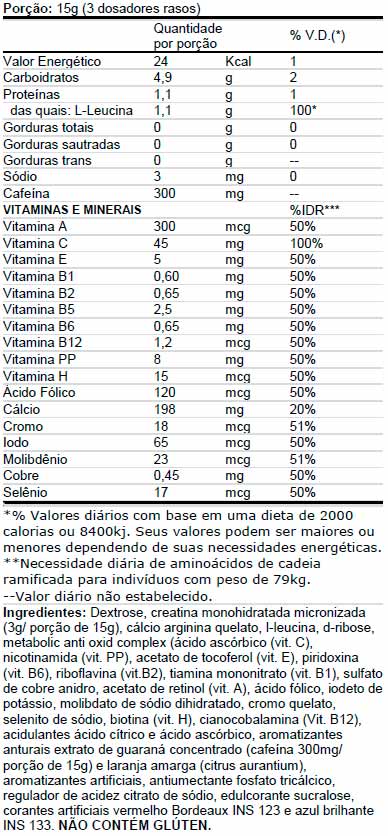 Porção: 15g (3 dosadores rasos)
Quantidade por porção % V.D.(*)
Valor Energético 24 Kcal 1
Carboidratos 4,9 g 2
Proteínas 1,1 g 1
das quais: L-Leucina 1,1 g 100*
Gorduras totais 0 g 0
Gorduras sautradas 0 g 0
Gorduras trans 0 g --
Sódio 3 mg 0
Cafeína 300 mg --
VITAMINAS E MINERAIS %IDR***
Vitamina A 300 mcg 50%
Vitamina C 45 mg 100%
Vitamina E 5 mg 50%
Vitamina B1 0,60 mg 50%
Vitamina B2 0,65 mg 50%
Vitamina B5 2,5 mg 50%
Vitamina B6 0,65 mg 50%
Vitamina B12 1,2 mcg 50%
Vitamina PP 8 mg 50%
Vitamina H 15 mcg 50%
Ácido Fólico 120 mcg 50%
Cálcio 198 mg 20%
Cromo 18 mcg 51%
Iodo 65 mcg 50%
Molibdênio 23 mcg 51%
Cobre 0,45 mg 50%
Selênio 17 mcg 50%
*% Valores diários com base em uma dieta de 2000
calorias ou 8400kj. Seus valores podem ser maiores ou
menores dependendo de suas necessidades energéticas.
**Necessidade diária de aminoácidos de cadeia
ramificada para indivíduos com peso de 79kg.
--Valor diário não estabelecido.
Ingredientes: Dextrose, creatina monohidratada micronizada
(3g/ porção de 15g), cálcio arginina quelato, l-leucina, d-ribose,
metabolic anti oxid complex (ácido ascórbico (vit. C),
nicotinamida (vit. PP), acetato de tocoferol (vit. E), piridoxina
(vit. B6), riboflavina (vit.B2), tiamina mononitrato (vit. B1), sulfato
de cobre anidro, acetato de retinol (vit. A), ácido fólico, iodeto de
potássio, molibdato de sódio dihidratado, cromo quelato,
selenito de sódio, biotina (vit. H), cianocobalamina (Vit. B12),
acidulantes ácido cítrico e ácido ascórbico, aromatizantes
anturais extrato de guaraná concentrado (cafeína 300mg/
porção de 15g) e laranja amarga (citrus aurantium),
aromatizantes artificiais, antiumectante fosfato tricálcico,
regulador de acidez citrato de sódio, edulcorante sucralose,
corantes artificiais vermelho Bordeaux INS 123 e azul brilhante
INS 133. NÃO CONTÉM GLÚTEN.